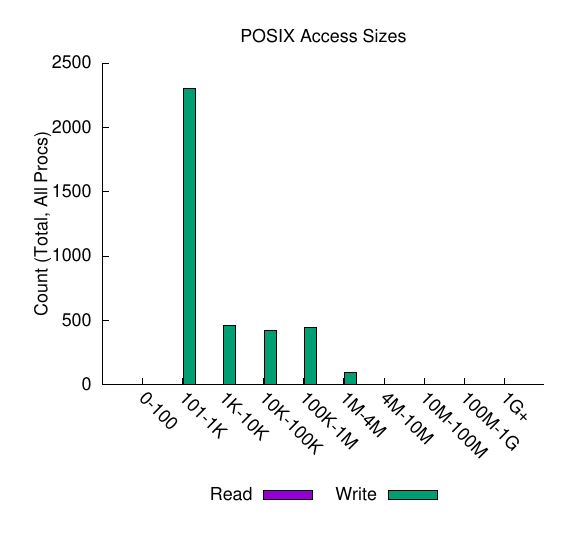 POSIX Access Sizes
2500
2000
1500
1000
500
0
Count (Total, All Procs)
0-100
101-1K
1K-10K
10K-100K
100K-1M
1M-4M
4M-10M
10M-100M
100M-1G
1G+
Read
Write